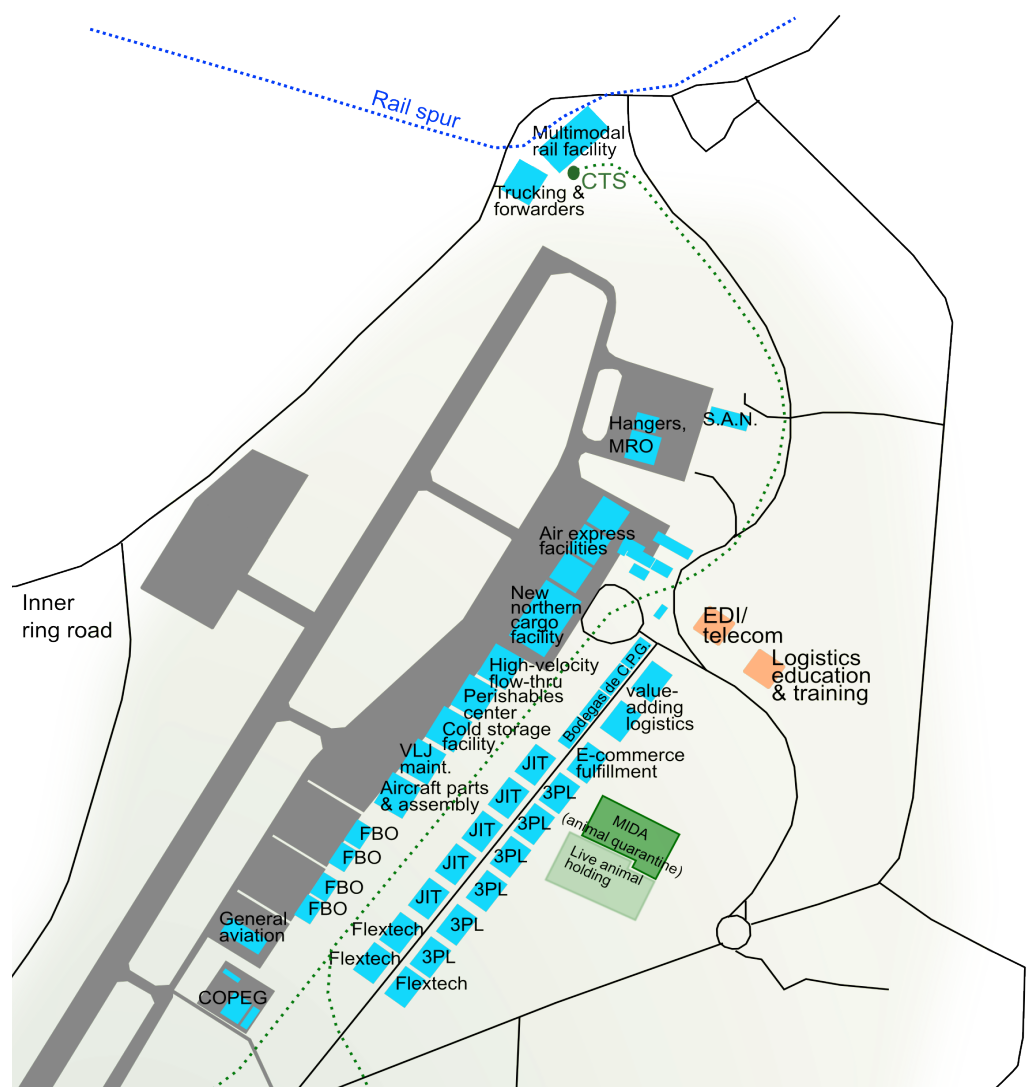 Rail spur
Multimodal
rail facility
CTS
Trucking &
forwarders
Hangers,
MRO
S.A.N.
Air express
facilities
Inner
ring road
New
northern
cargo
facility
EDI/
telecom
Logistics
education
& training
High-velocity
flow-thru
Perishables
center
Cold storage
facility
VLJ
maint.
Aircraft parts
& assembly
Bodegas de C.P.G.
value-
adding
logistics
E-commerce
fulfillment
JIT
JIT
JIT
JIT
JIT
3PL
3PL
3PL
3PL
3PL
3PL
MIDA
(animal quarantine)
Live animal
holding
FBO
FBO
FBO
FBO
General
aviation
Flextech
Flextech
Flextech
COPEG